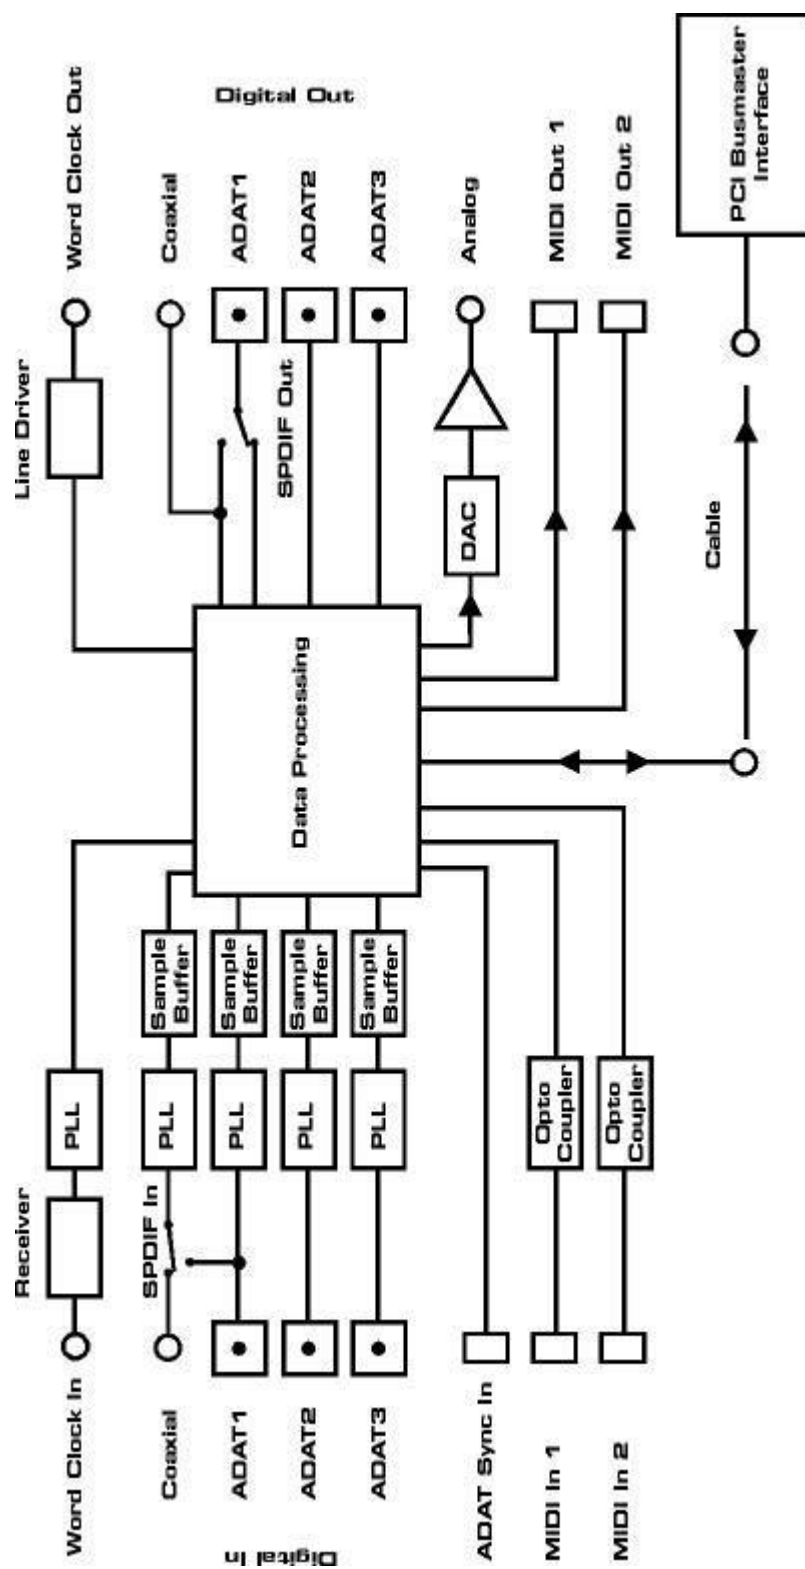 Word Clock In
Receiver
PLL
Line Driver
Word Clock Out
Digital In
Digital Out
Coaxial
SPDIF In
PLL
Sample
Buffer
Coaxial
ADAT1
PLL
Sample
Buffer
ADAT1
ADAT2
PLL
Sample
Buffer
SPDIF Out
ADAT2
ADAT3
PLL
Sample
Buffer
ADAT3
Data Processing
ADAT Sync In
DAC
Analog
MIDI In 1
Opto
Coupler
MIDI Out 1
MIDI In 2
Opto
Coupler
MIDI Out 2
Cable
PCI Busmaster
Interface